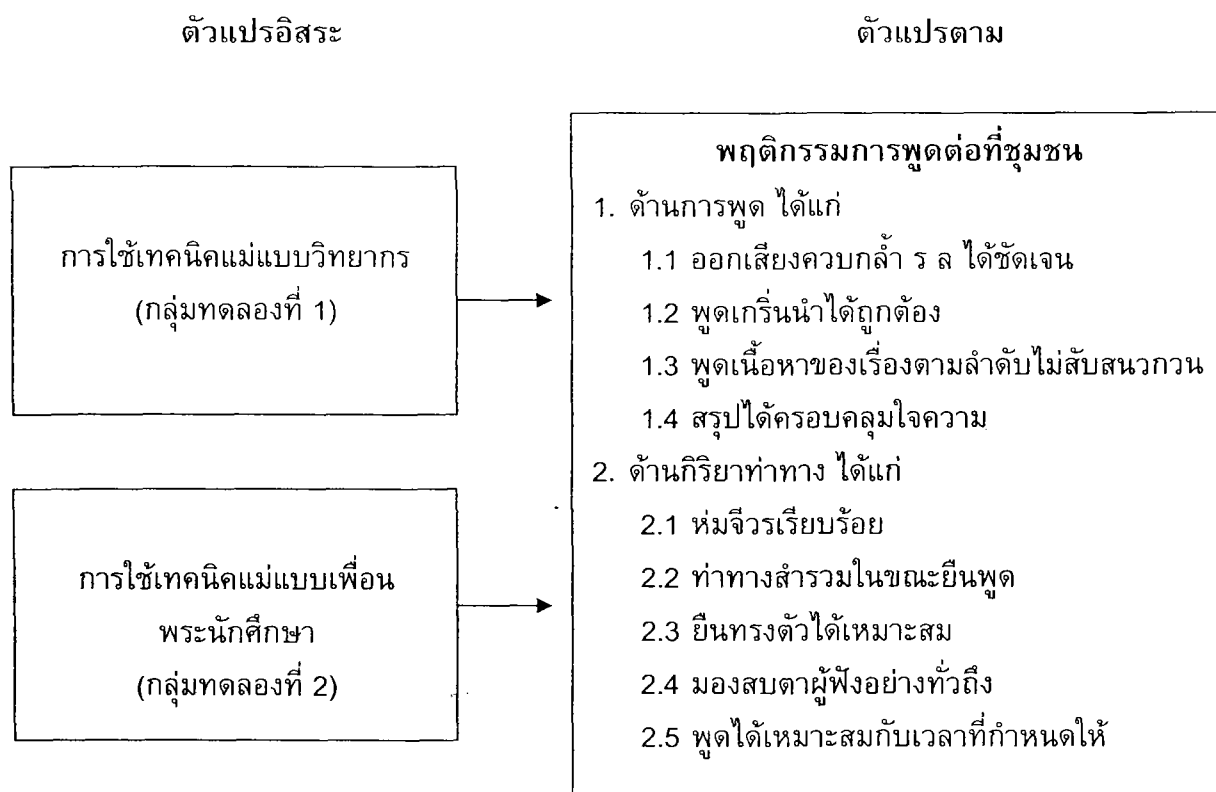 ตัวแปรอิสระ
ตัวแปรตาม
การใช้เทคนิคแม่แบบวิทยากร
(กลุ่มทดลองที่ 1)
การใช้เทคนิคแม่แบบเพื่อน
พระนักศึกษา
(กลุ่มทดลองที่ 2)
พฤติกรรมการพูดต่อที่ชุมชน
1. ด้านการพูด ได้แก่
1.1 ออกเสียงควบกล้ำ ร ล ได้ชัดเจน
1.2 พูดเกริ่นนำได้ถูกต้อง
1.3 พูดเนื้อหาของเรื่องตามลำดับไม่สับสนวกวน
1.4 สรุปได้ครอบคลุมใจความ
2. ด้านกิริยาท่าทาง ได้แก่
2.1 ห่มจีวรเรียบร้อย
2.2 ท่าทางสำรวมในขณะยืนพูด
2.3 ยืนทรงตัวได้เหมาะสม
2.4 มองสบตาผู้ฟังอย่างทั่วถึง
2.5 พูดได้เหมาะสมกับเวลาที่กำหนดให้